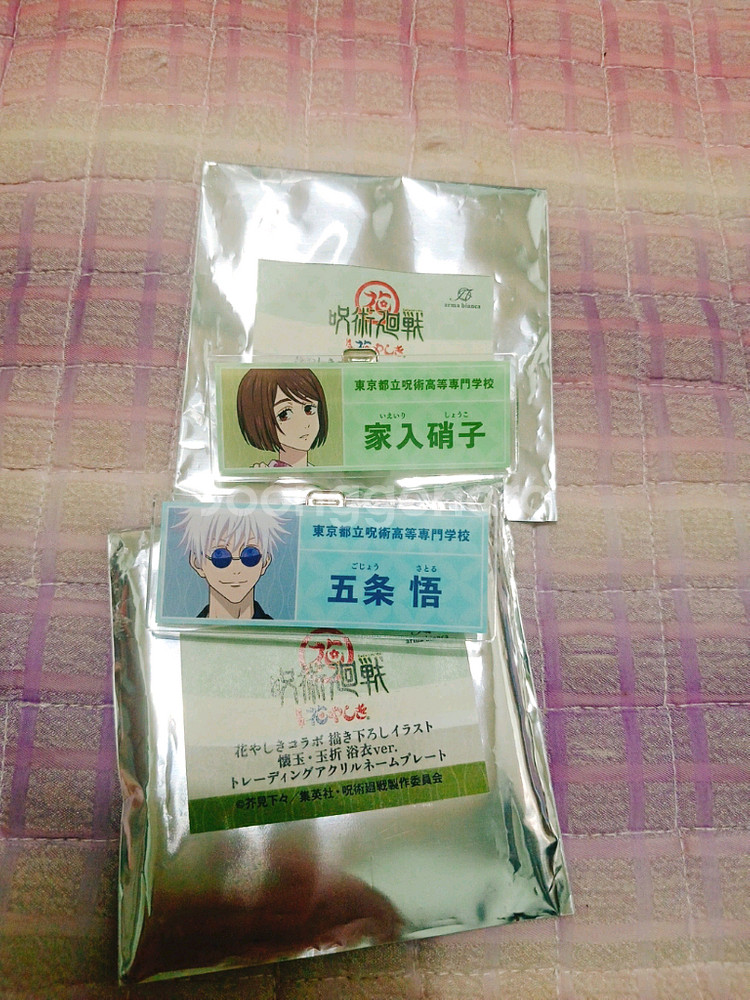 呪術廻戦
arma bianca
花やしき
東京都立呪術高等専門学校
いえいり しょうこ
家入硝子
東京都立呪術高等専門学校
ごじょう さとる
五条 悟
arma bianca
呪術廻戦
花やしき
花やしきコラボ 描き下ろしイラスト
懐玉・玉折 浴衣ver.
トレーディングアクリルネームプレート
©芥見下々／集英社・呪術廻戦製作委員会